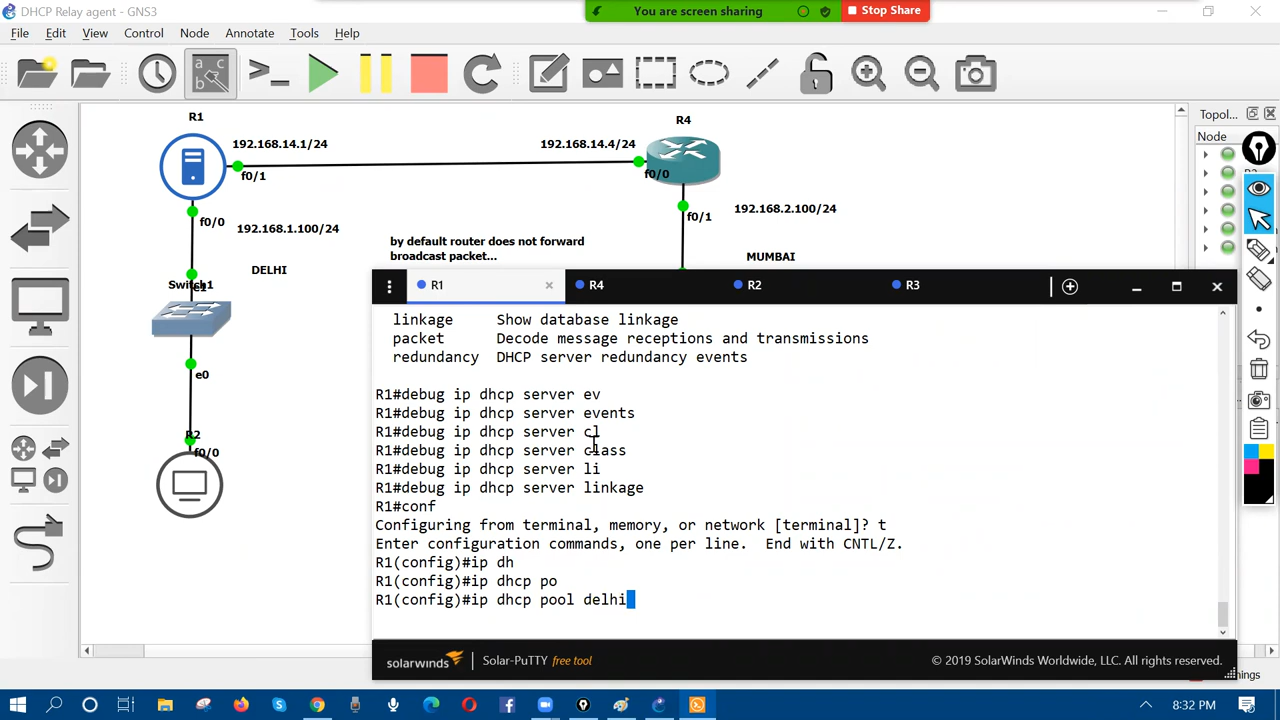 DHCP Relay agent - GNS3
You are screen sharing
Stop Share
File Edit View Control Node Annotate Tools Help
R1
192.168.14.1/24
f0/1
192.168.14.4/24
R4
f0/0
Topol...
Node
f0/0
192.168.1.100/24
f0/1
192.168.2.100/24
by default router does not forward
broadcast packet...
DELHI
MUMBAI
Switch1
e0
R2
f0/0
R1
R4
R2
R3
linkage Show database linkage
packet Decode message receptions and transmissions
redundancy DHCP server redundancy events
R1#debug ip dhcp server ev
R1#debug ip dhcp server events
R1#debug ip dhcp server cl
R1#debug ip dhcp server class
R1#debug ip dhcp server li
R1#debug ip dhcp server linkage
R1#conf
Configuring from terminal, memory, or network [terminal]? t
Enter configuration commands, one per line. End with CNTL/Z.
R1(config)#ip dh
R1(config)#ip dhcp po
R1(config)#ip dhcp pool delhi
solarwinds
Solar-PuTTY free tool
© 2019 SolarWinds Worldwide, LLC. All rights reserved.
8:32 PM